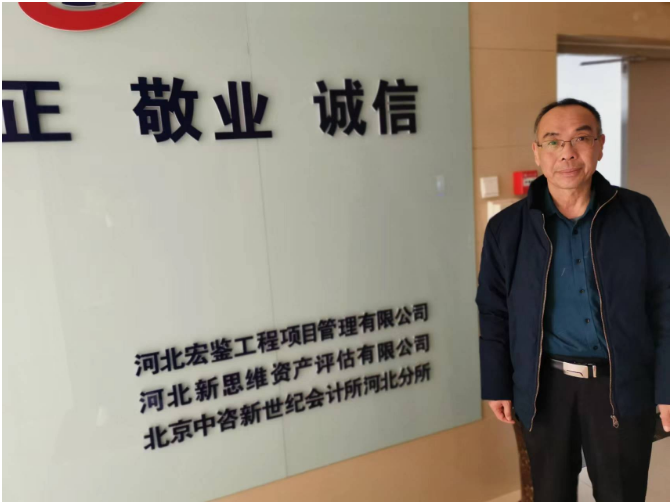 正 敬业 诚信
河北宏鉴工程项目管理有限公司
河北新思维资产评估有限公司
北京中咨新世纪会计所河北分所